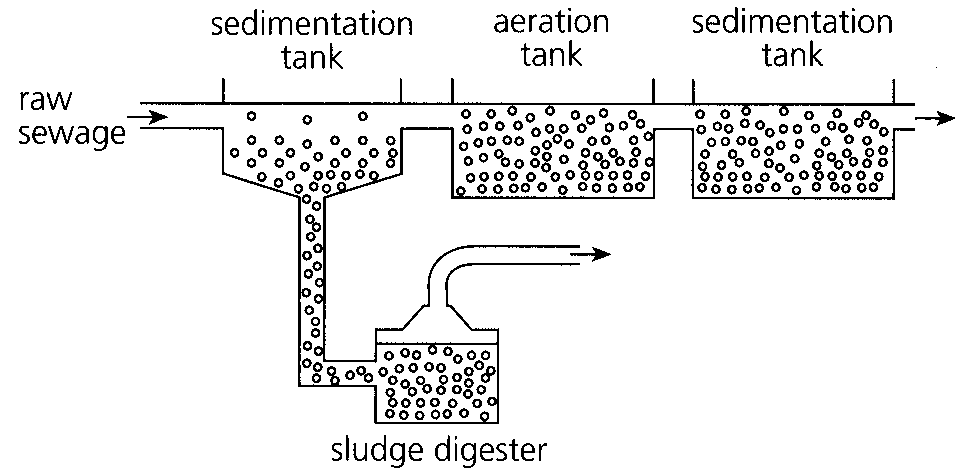 sedimentation
tank
aeration
tank
sedimentation
tank
raw
sewage
sludge digester